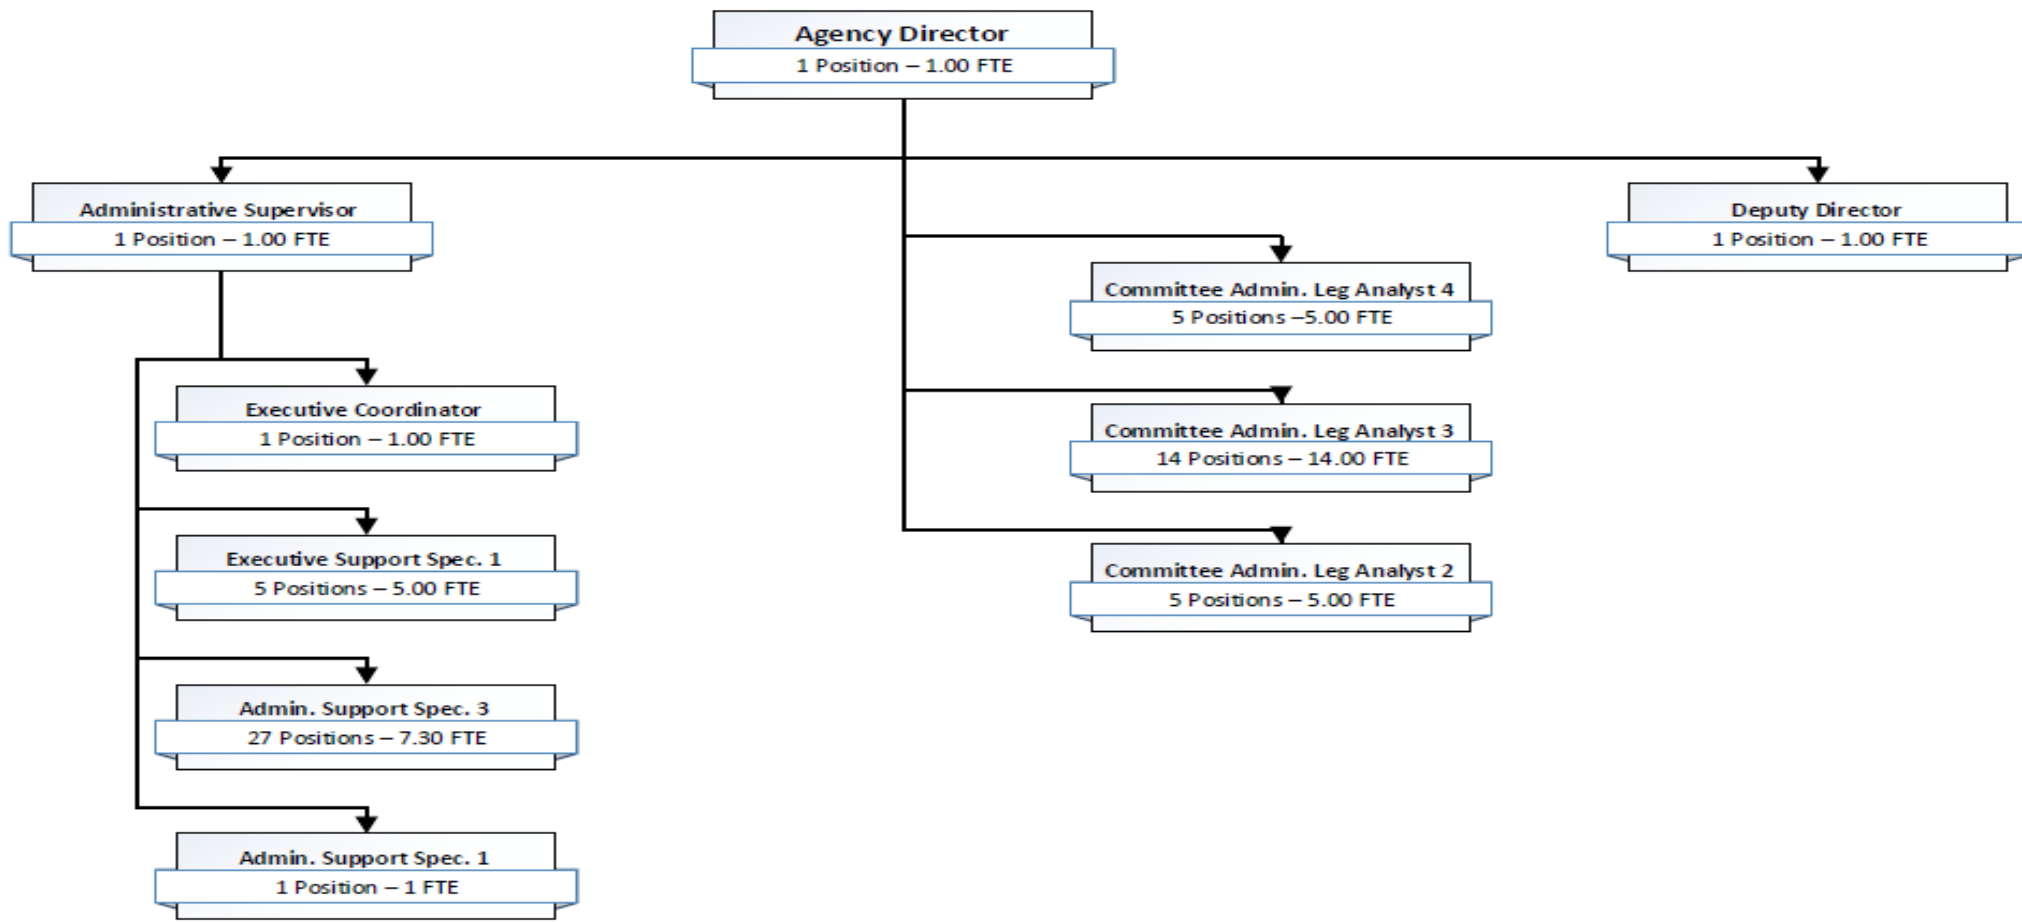 Agency Director
1 Position – 1.00 FTE
Administrative Supervisor
1 Position – 1.00 FTE
Executive Coordinator
1 Position – 1.00 FTE
Executive Support Spec. 1
5 Positions – 5.00 FTE
Admin. Support Spec. 3
27 Positions – 7.30 FTE
Admin. Support Spec. 1
1 Position – 1 FTE
Committee Admin. Leg Analyst 4
5 Positions –5.00 FTE
Committee Admin. Leg Analyst 3
14 Positions – 14.00 FTE
Committee Admin. Leg Analyst 2
5 Positions – 5.00 FTE
Deputy Director
1 Position – 1.00 FTE